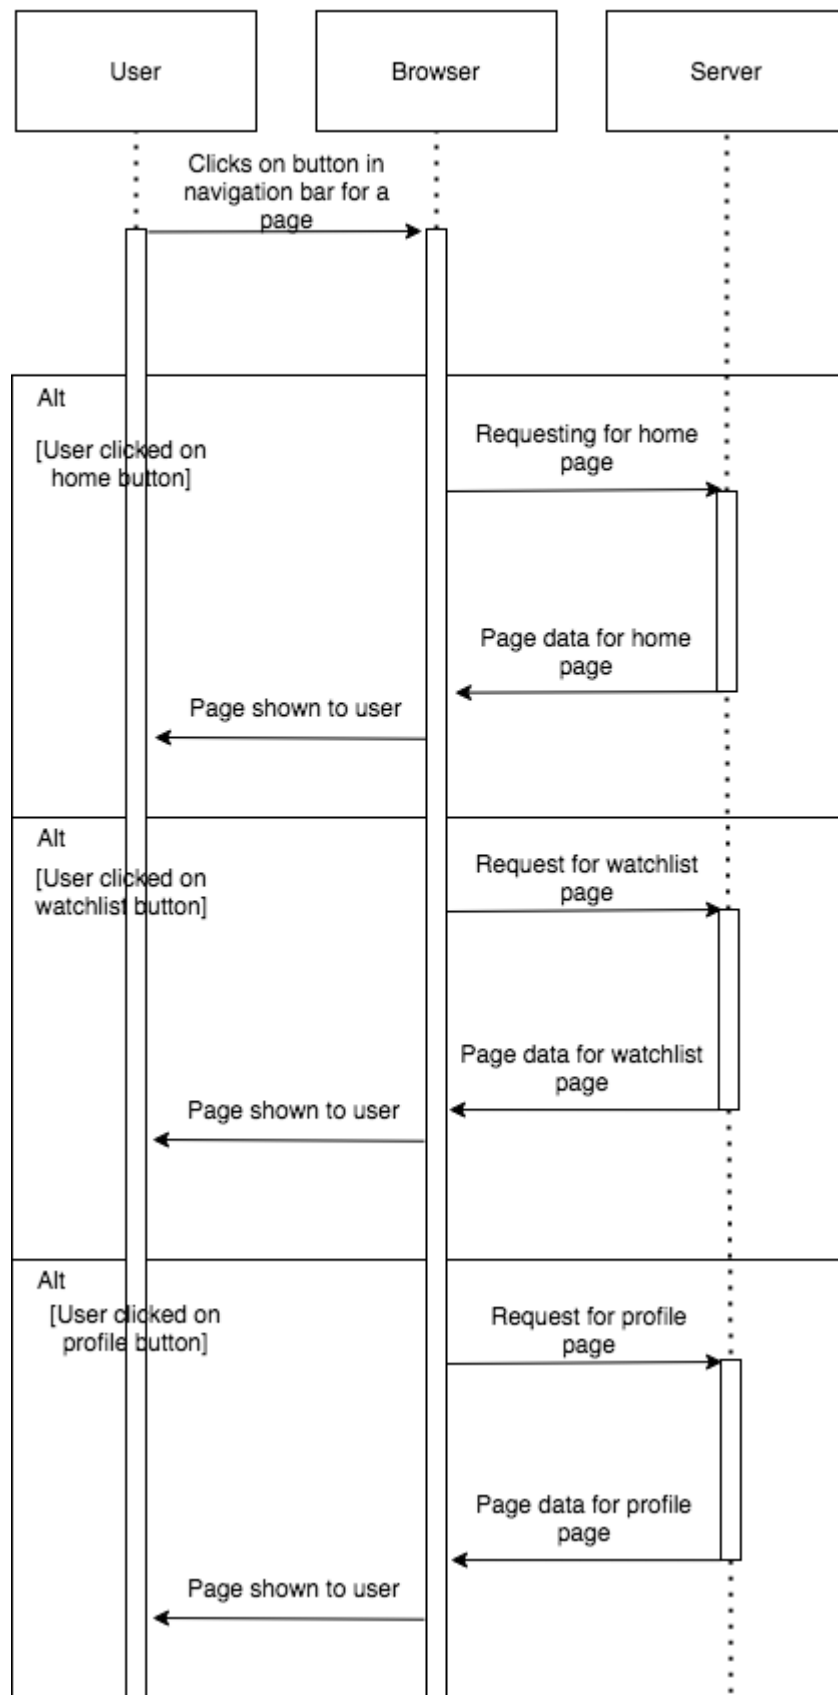 User
Browser
Server
Clicks on button in
navigation bar for a
page
Alt
[User clicked on
home button]
Requesting for home
page
Page data for home
page
Page shown to user
Alt
[User clicked on
watchlist button]
Request for watchlist
page
Page data for watchlist
page
Page shown to user
Alt
[User clicked on
profile button]
Request for profile
page
Page data for profile
page
Page shown to user